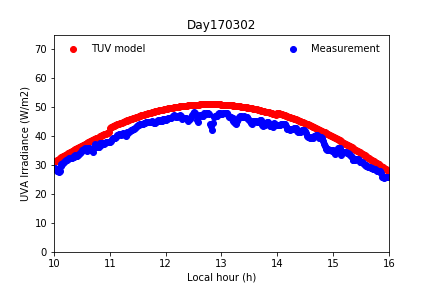 Day170302
TUV model
Measurement
UVA Irradiance (W/m2)
70
60
50
40
30
20
10
0
10 11 12 13 14 15 16
Local hour (h)